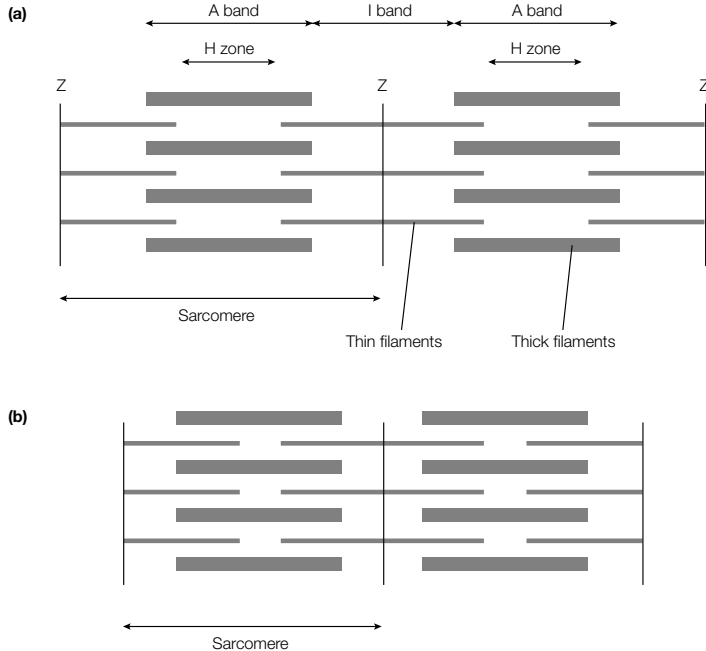 (a)
A band I band A band
H zone H zone
Z Z Z
Sarcomere
Thin filaments Thick filaments
(b)
Sarcomere